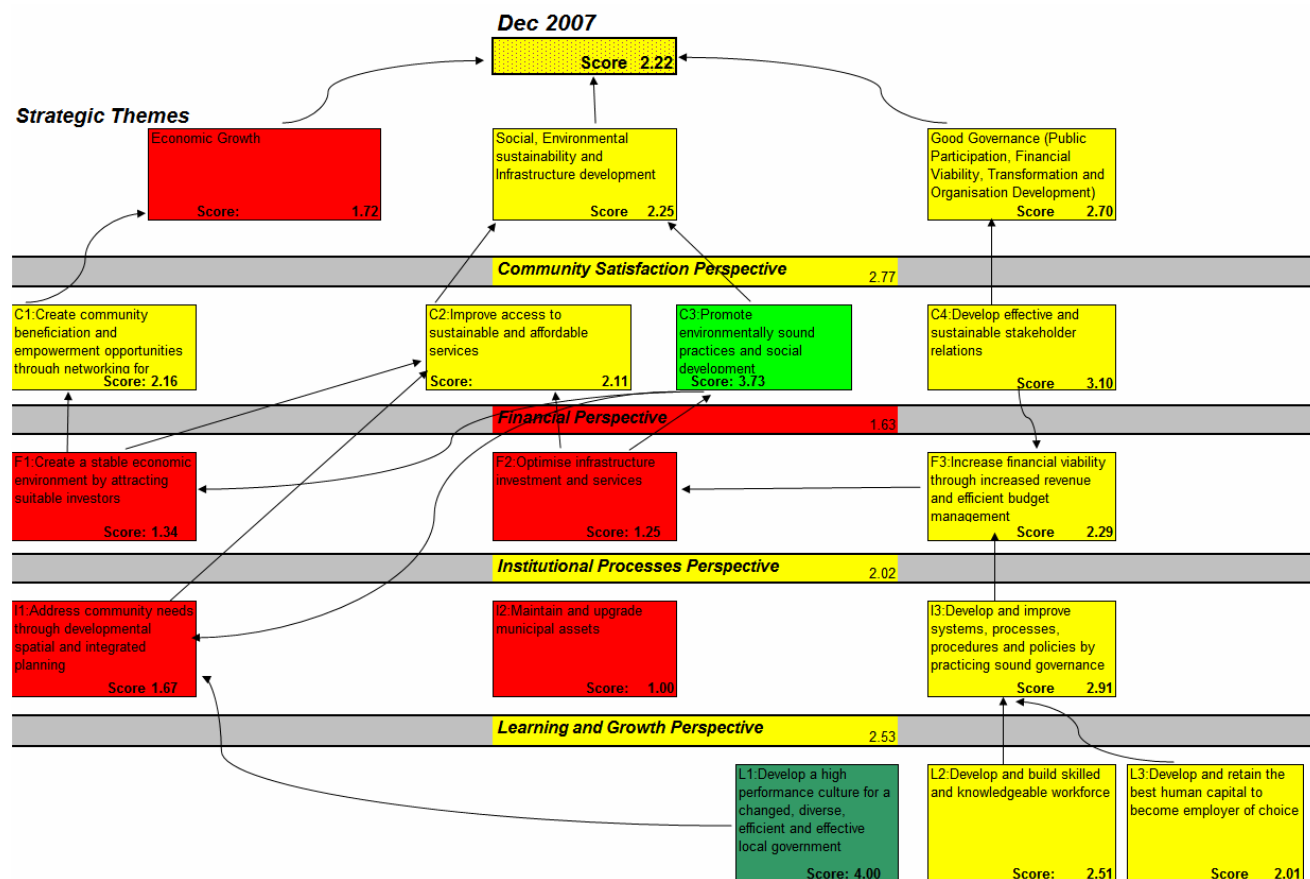 Dec 2007
Score 2.22
Strategic Themes
Economic Growth
Score: 1.72
Social, Environmental
sustainability and
Infrastructure development
Score 2.25
Good Governance (Public
Participation, Financial
Viability, Transformation and
Organisation Development)
Score 2.70
Community Satisfaction Perspective 2.77
C1:Create community
beneficiation and
empowerment opportunities
through networking for
Score: 2.16
C2:Improve access to
sustainable and affordable
services
Score: 2.11
C3:Promote
environmentally sound
practices and social
development
Score: 3.73
C4:Develop effective and
sustainable stakeholder
relations
Score 3.10
Financial Perspective 1.63
F1:Create a stable economic
environment by attracting
suitable investors
Score: 1.34
F2:Optimise infrastructure
investment and services
Score: 1.25
F3:Increase financial viability
through increased revenue
and efficient budget
management
Score 2.29
Institutional Processes Perspective 2.02
I1:Address community needs
through developmental
spatial and integrated
planning
Score 1.67
I2:Maintain and upgrade
municipal assets
Score: 1.00
I3:Develop and improve
systems, processes,
procedures and policies by
practicing sound governance
Score 2.91
Learning and Growth Perspective 2.53
L1:Develop a high
performance culture for a
changed, diverse,
efficient and effective
local government
Score: 4.00
L2:Develop and build skilled
and knowledgeable workforce
Score: 2.51
L3:Develop and retain the
best human capital to
become employer of choice
Score 2.01